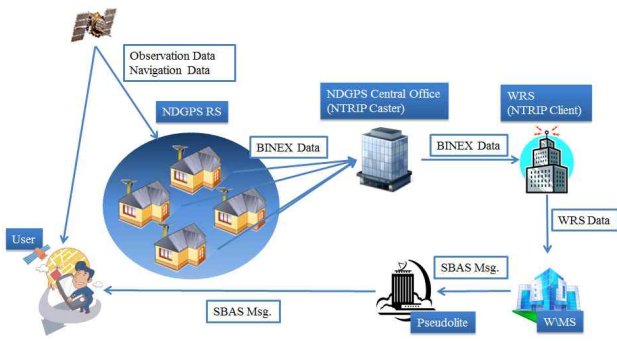 Observation Data
Navigation Data
NDGPS RS
NDGPS Central Office
(NTRIP Caster)
WRS
(NTRIP Client)
BINEX Data
BINEX Data
WRS Data
User
SBAS Msg.
SBAS Msg.
Pseudolite
W\MS